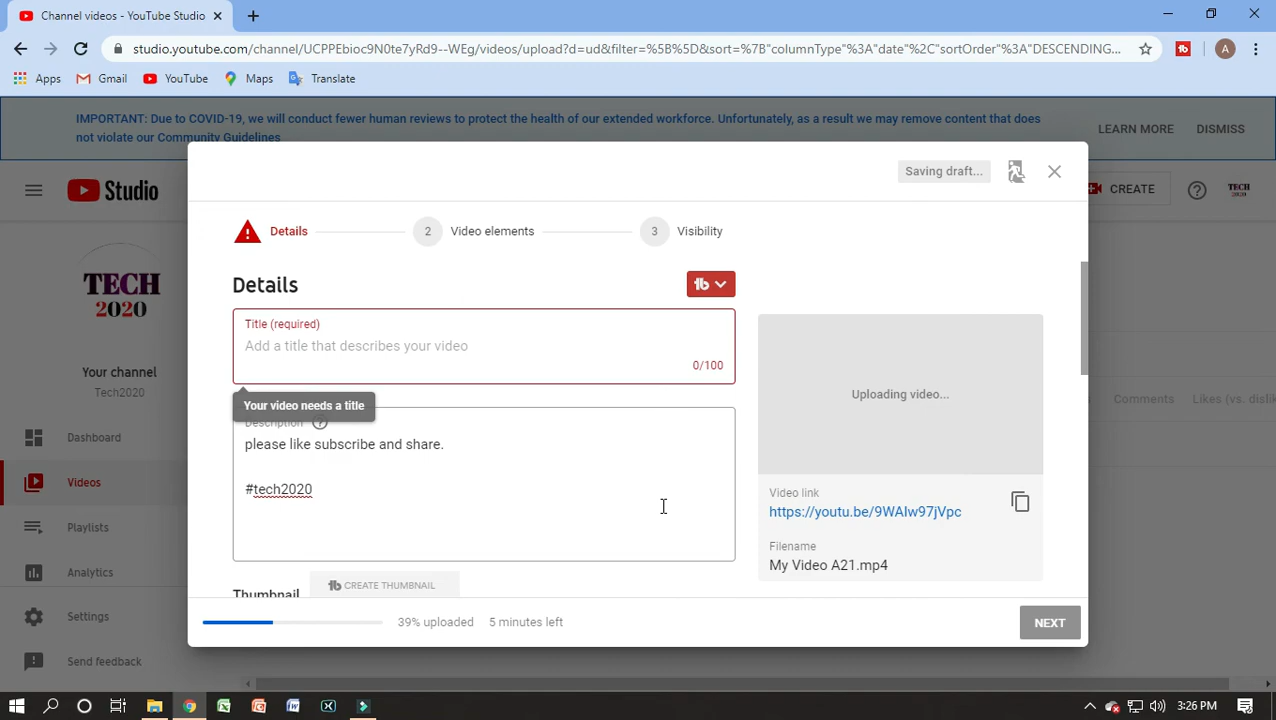 Channel videos - YouTube Studio
studio.youtube.com/channel/UCPPEbioc9N0te7yRd9--WEg/videos/upload?d=ud&filter=%5B%5D&sort=%7B"columnType"%3A"date"%2C"sortOrder"%3A"DESCENDING...
A
Apps
Gmail
YouTube
Maps
Translate
IMPORTANT: Due to COVID-19, we will conduct fewer human reviews to protect the health of our extended workforce. Unfortunately, as a result we may remove content that does
not violate our Community Guidelines
LEARN MORE
DISMISS
Studio
Saving draft...
CREATE
TECH
2020
Details
2
Video elements
3
Visibility
TECH
2020
Your channel
Tech2020
Details
tb
Title (required)
Add a title that describes your video
0/100
Your video needs a title
Description
please like subscribe and share.
#tech2020
Uploading video...
Video link
https://youtu.be/9WAIw97jVpc
Filename
My Video A21.mp4
Dashboard
Videos
Playlists
Analytics
Settings
Send feedback
Comments
Likes (vs. dislik
Thumbnail
CREATE THUMBNAIL
39% uploaded
5 minutes left
NEXT
3:26 PM